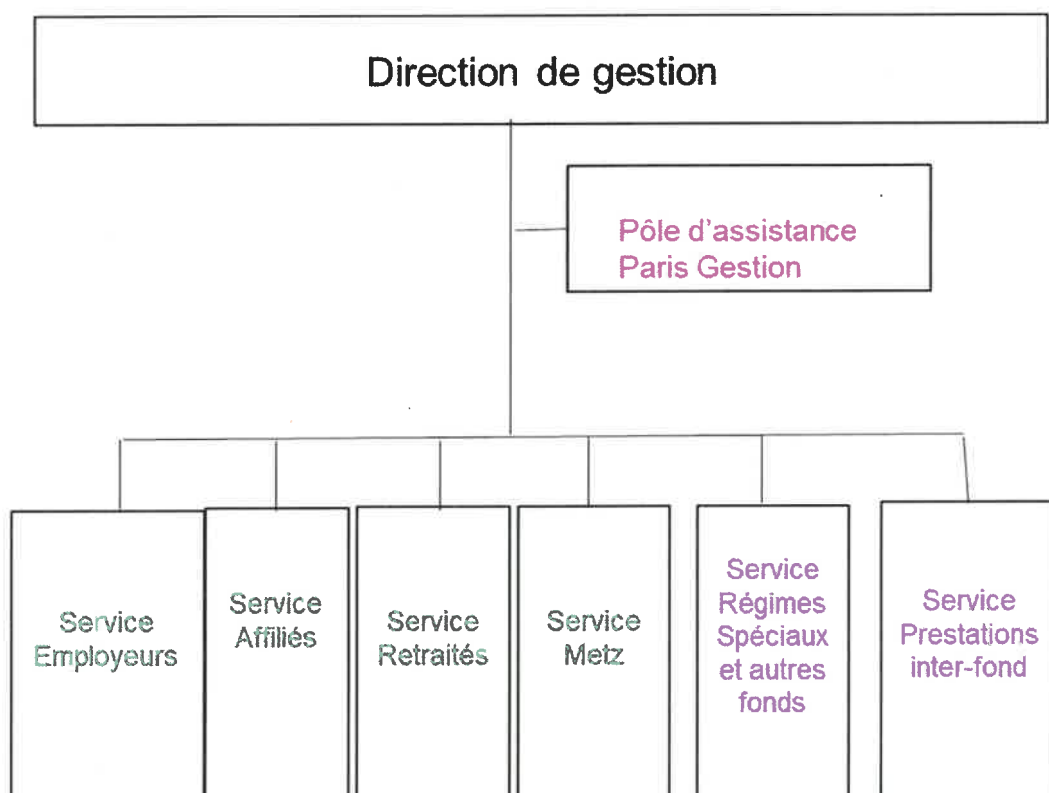 Direction de gestion
Pôle d'assistance
Paris Gestion
Service
Employeurs
Service
Affiliés
Service
Retraités
Service
Metz
Service
Régimes
Spéciaux
et autres
fonds
Service
Prestations
inter-fond